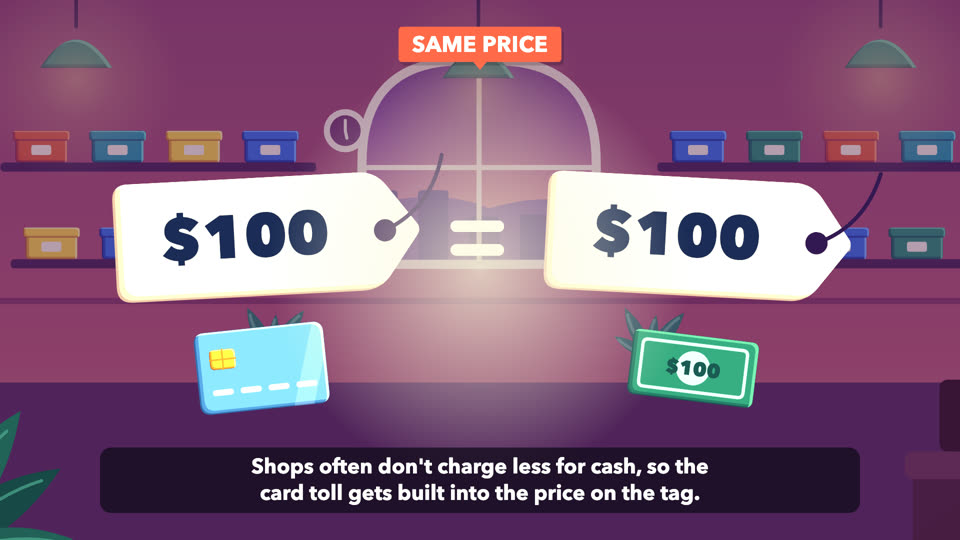 SAME PRICE
$100
=
$100
$100
Shops often don't charge less for cash, so the
card toll gets built into the price on the tag.